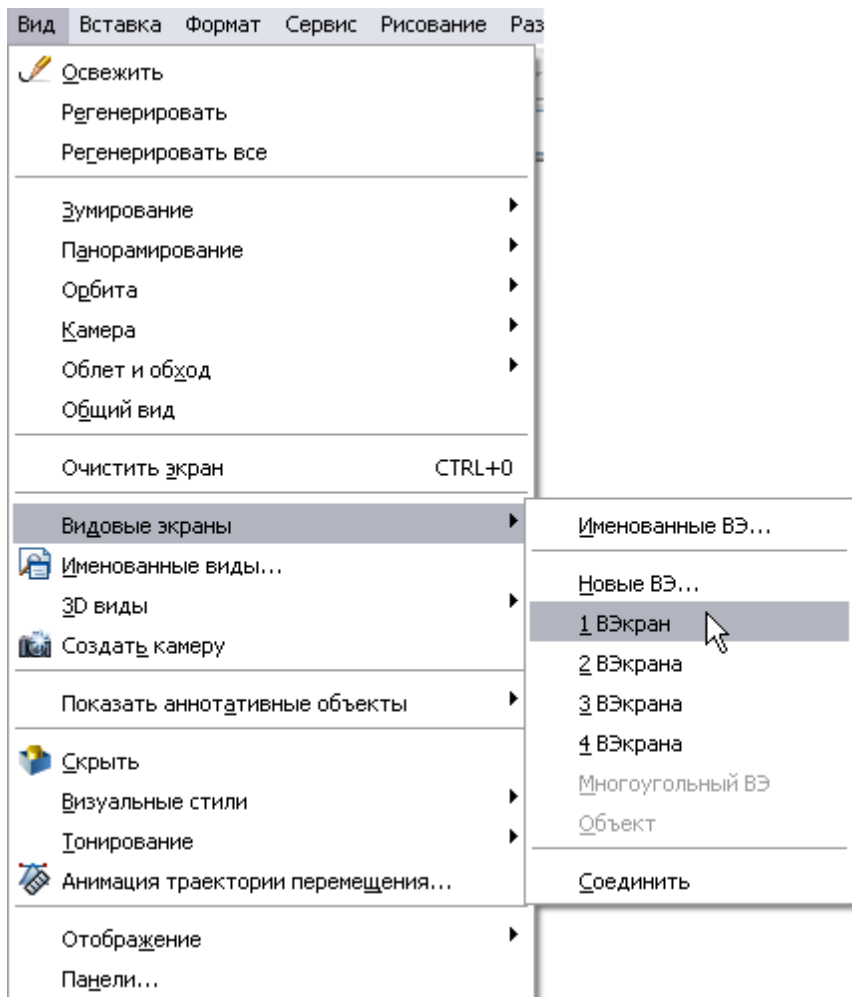 Вид Вставка Формат Сервис Рисование Раз
Освежить
Регенерировать
Регенерировать все
Зумирование
Панорамирование
Орбита
Камера
Облет и обход
Общий вид
Очистить экран CTRL+0
Видовые экраны
Именованные виды...
3D виды
Создать камеру
Показать аннотативные объекты
Скрыть
Визуальные стили
Тонирование
Анимация траектории перемещения...
Отображение
Панели...
Именованные ВЭ...
Новые ВЭ...
1 ВЭкран
2 ВЭкрана
3 ВЭкрана
4 ВЭкрана
Многоугольный ВЭ
Объект
Соединить